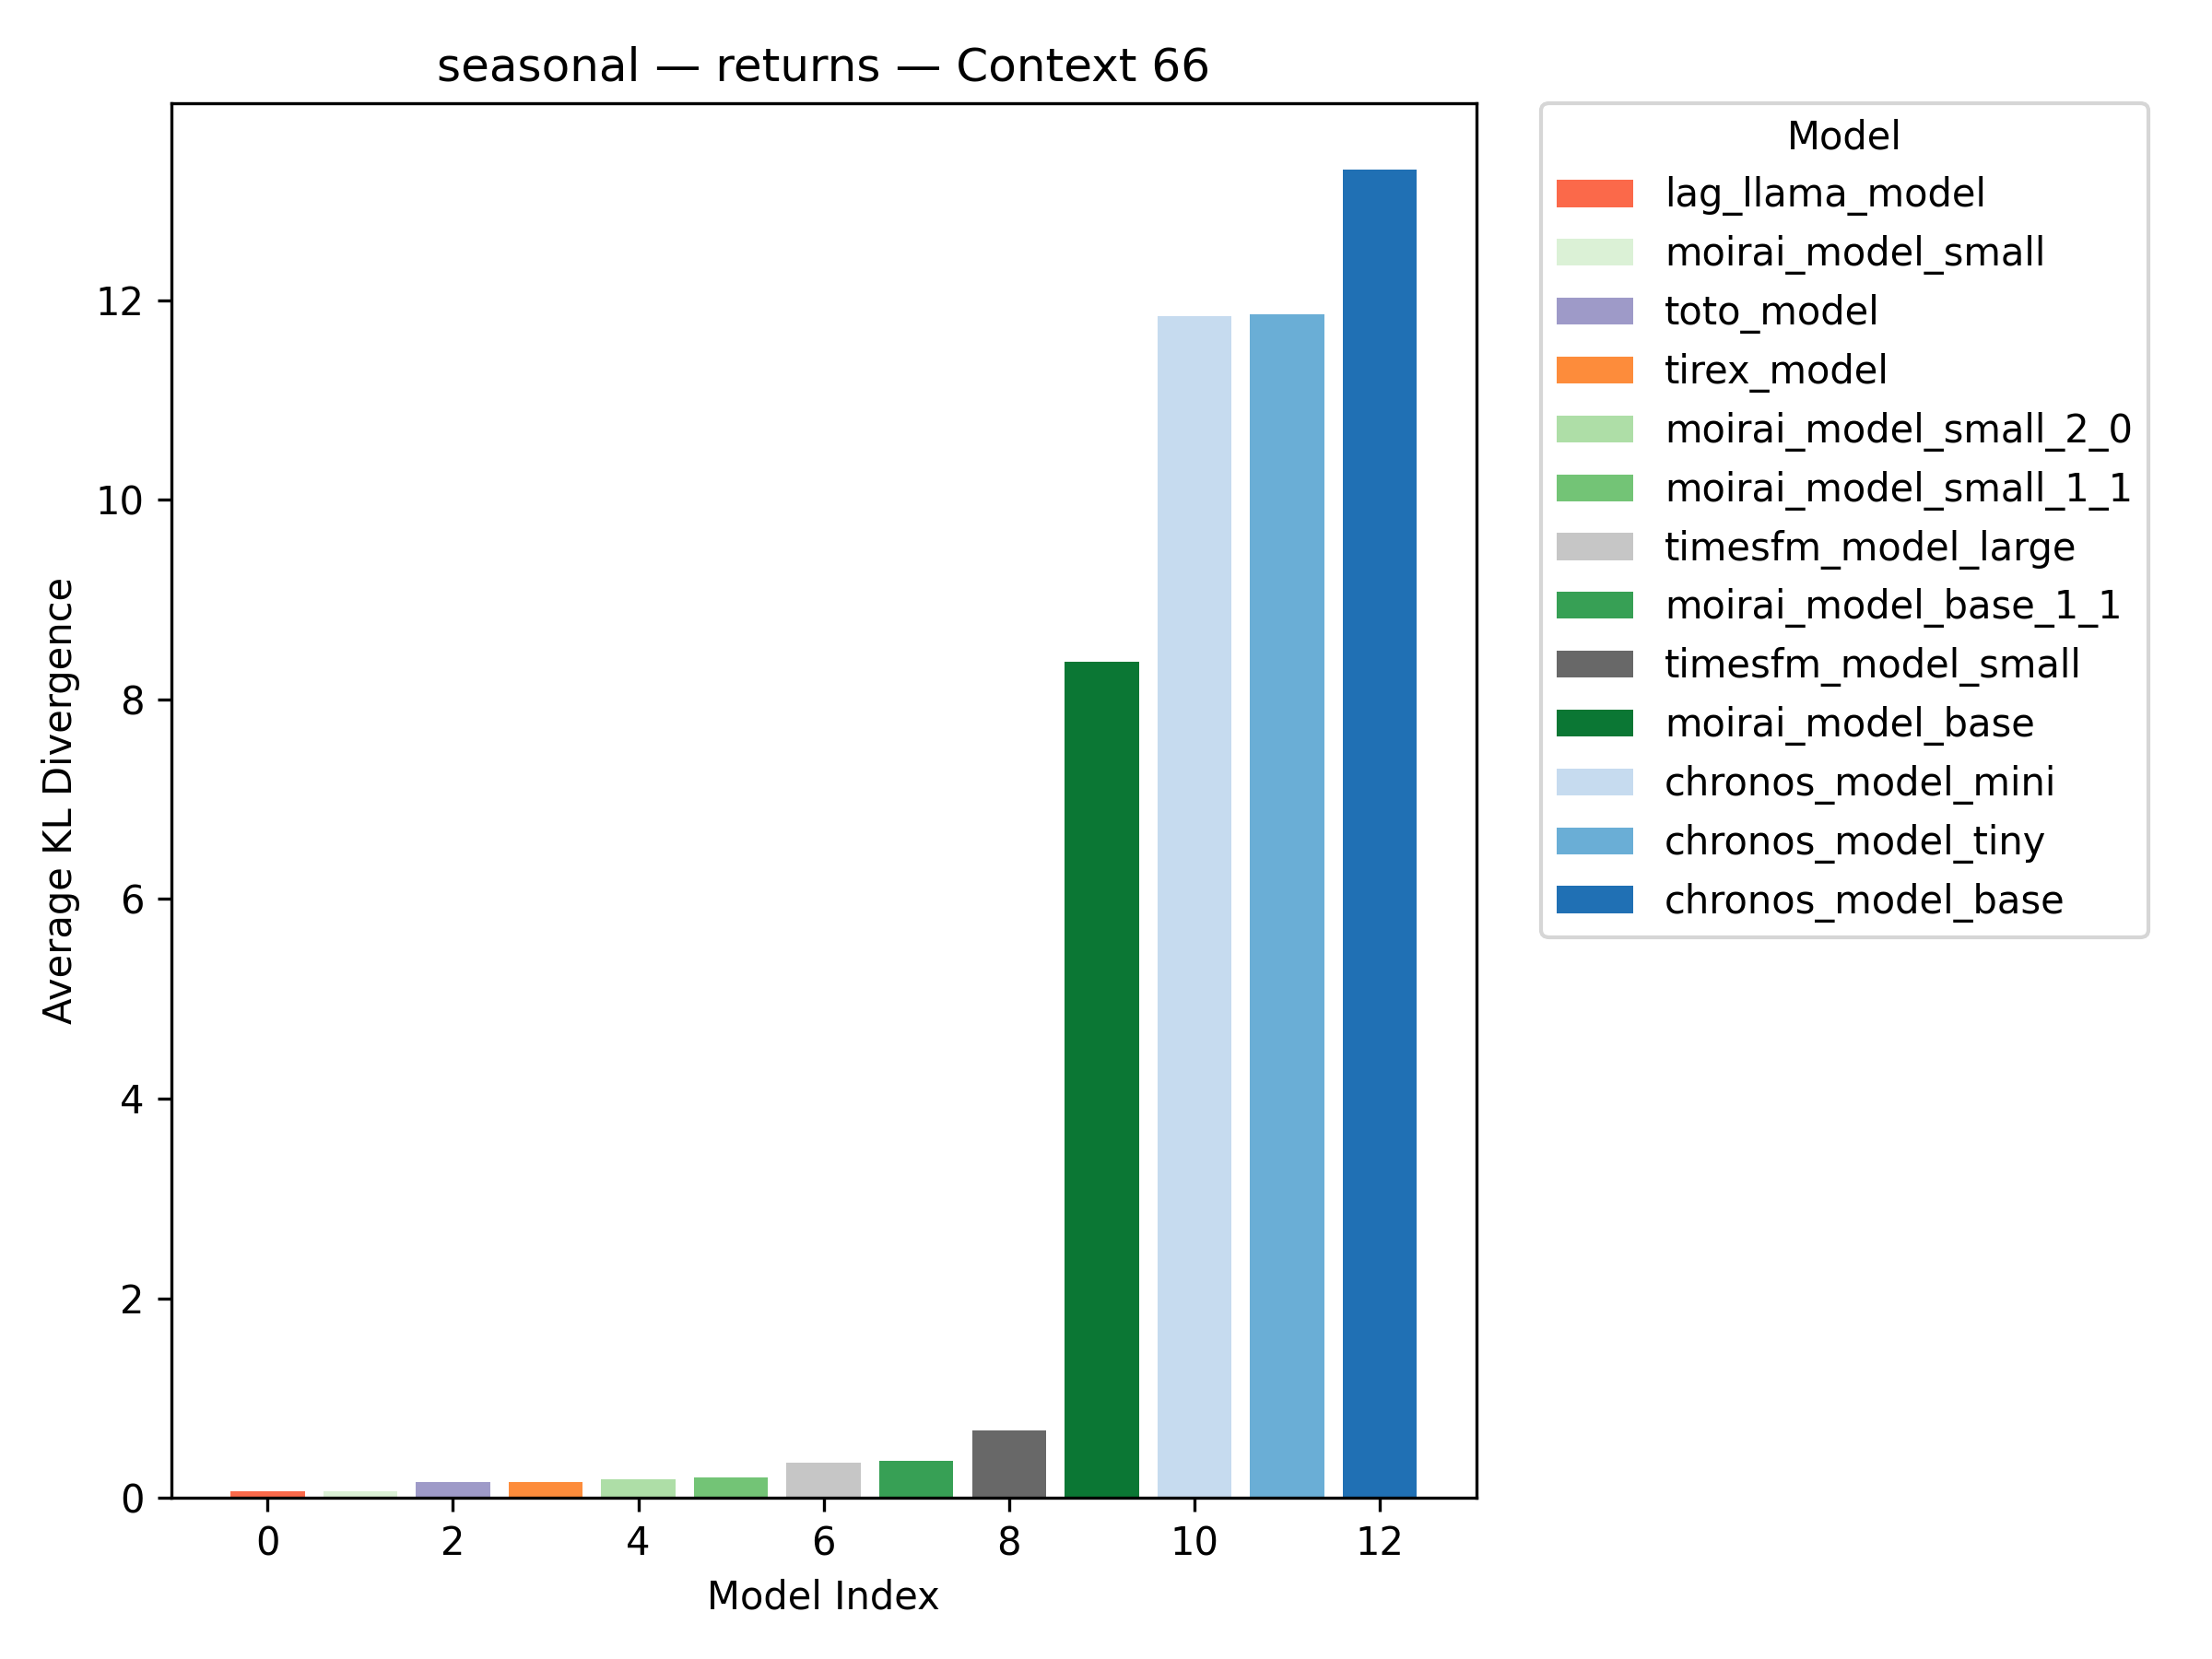 seasonal — returns — Context 66
Average KL Divergence
12
10
8
6
4
2
0
0 2 4 6 8 10 12
Model Index
Model
lag_llama_model
moirai_model_small
toto_model
tirex_model
moirai_model_small_2_0
moirai_model_small_1_1
timesfm_model_large
moirai_model_base_1_1
timesfm_model_small
moirai_model_base
chronos_model_mini
chronos_model_tiny
chronos_model_base